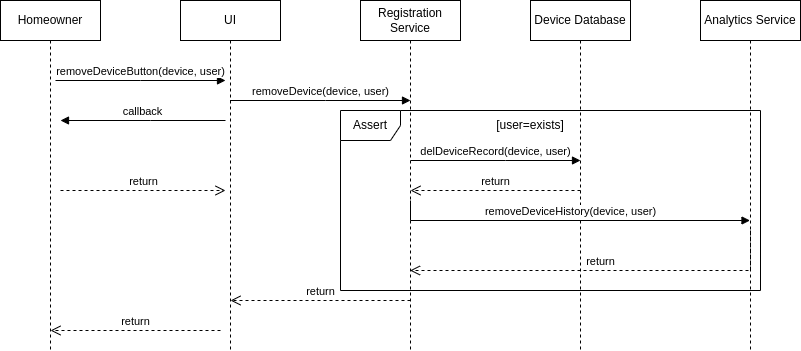 Homeowner
UI
Registration
Service
Device Database
Analytics Service
removeDeviceButton(device, user)
removeDevice(device, user)
callback
Assert
[user=exists]
delDeviceRecord(device, user)
return
return
removeDeviceHistory(device, user)
return
return
return